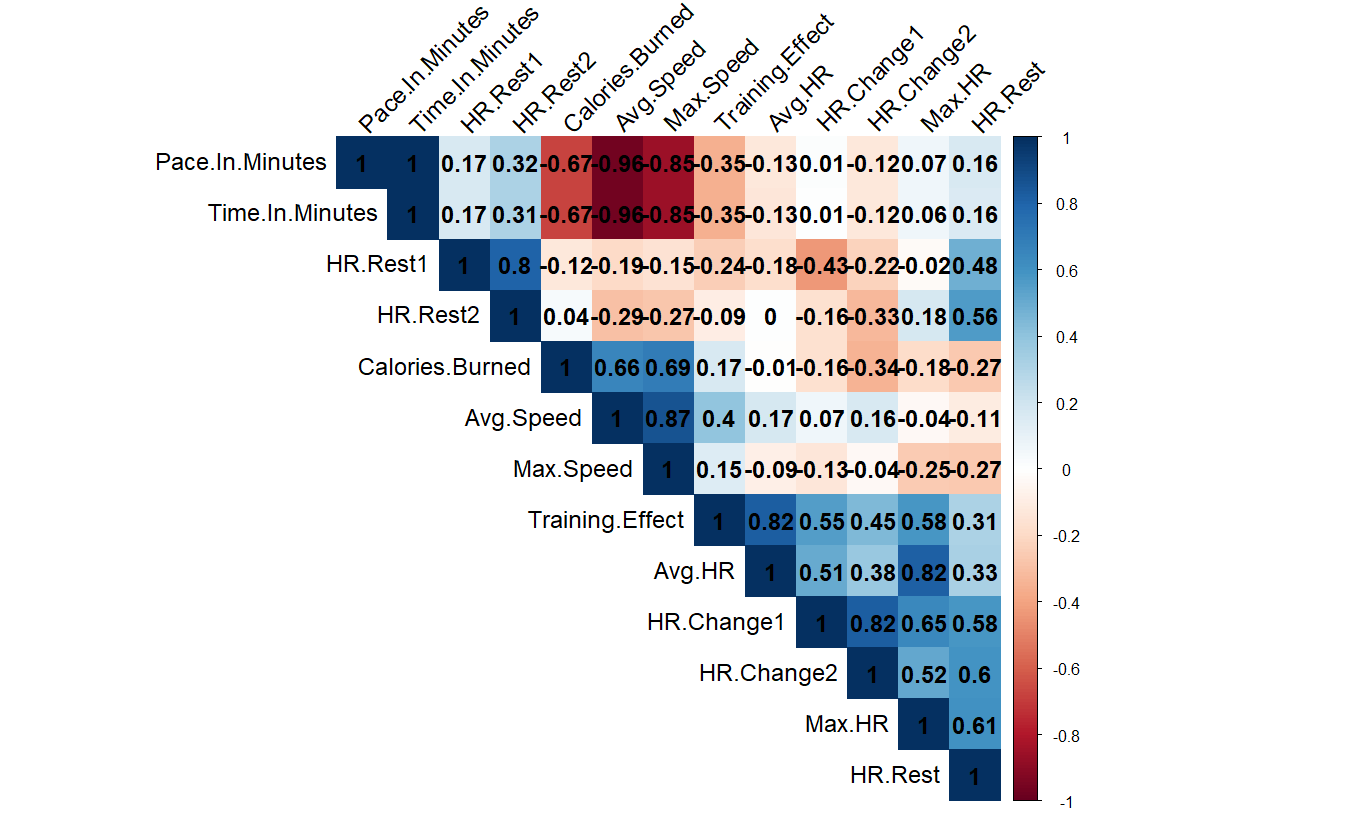 Pace.In.Minutes
Time.In.Minutes
HR.Rest1
HR.Rest2
Calories.Burned
Avg.Speed
Max.Speed
Training.Effect
Avg.HR
HR.Change1
HR.Change2
Max.HR
HR.Rest
Pace.In.Minutes 1 1 0.17 0.32 -0.67 -0.96 -0.85 -0.35 -0.13 0.01 -0.12 0.07 0.16
Time.In.Minutes 1 0.17 0.31 -0.67 -0.96 -0.85 -0.35 -0.13 0.01 -0.12 0.06 0.16
HR.Rest1 1 0.8 -0.12 -0.19 -0.15 -0.24 -0.18 -0.43 -0.22 -0.02 0.48
HR.Rest2 1 0.04 -0.29 -0.27 -0.09 0 -0.16 -0.33 0.18 0.56
Calories.Burned 1 0.66 0.69 0.17 -0.01 -0.16 -0.34 -0.18 -0.27
Avg.Speed 1 0.87 0.4 0.17 0.07 0.16 -0.04 -0.11
Max.Speed 1 0.15 -0.09 -0.13 -0.04 -0.25 -0.27
Training.Effect 1 0.82 0.55 0.45 0.58 0.31
Avg.HR 1 0.51 0.38 0.82 0.33
HR.Change1 1 0.82 0.65 0.58
HR.Change2 1 0.52 0.6
Max.HR 1 0.61
HR.Rest 1
1
0.8
0.6
0.4
0.2
0
-0.2
-0.4
-0.6
-0.8
-1